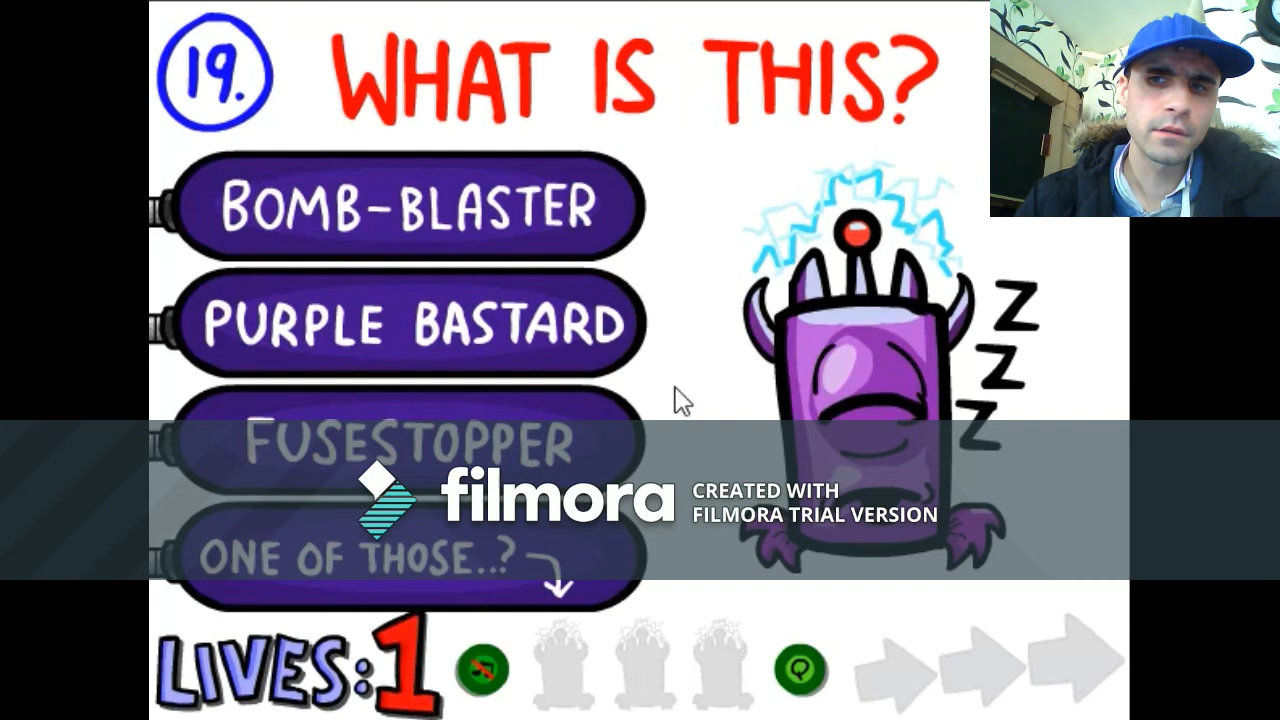 19. WHAT IS THIS?
BOMB-BLASTER
PURPLE BASTARD
FUSESTOPPER
ONE OF THOSE..?
Z
Z
Z
filmora CREATED WITH
FILMORA TRIAL VERSION
LIVES:1